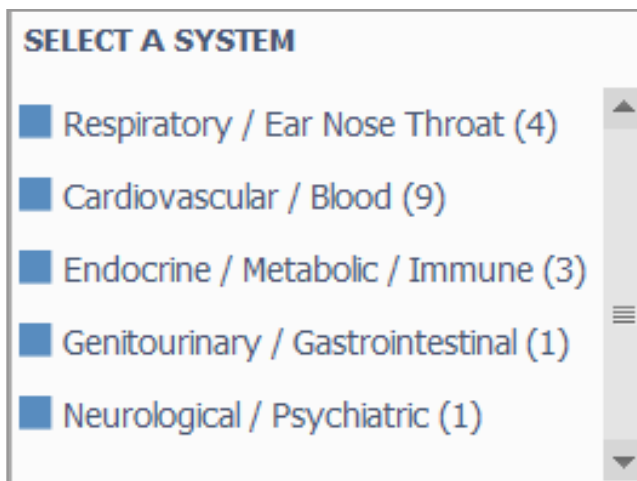 SELECT A SYSTEM
Respiratory / Ear Nose Throat (4)
Cardiovascular / Blood (9)
Endocrine / Metabolic / Immune (3)
Genitourinary / Gastrointestinal (1)
Neurological / Psychiatric (1)